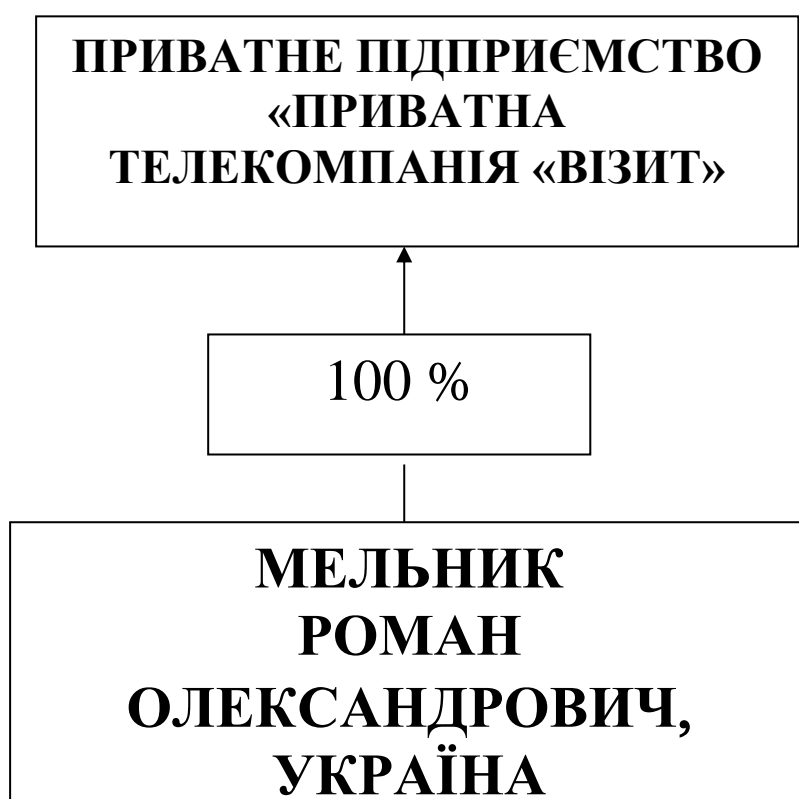 ПРИВАТНЕ ПІДПРИЄМСТВО
«ПРИВАТНА
ТЕЛЕКОМПАНІЯ «ВІЗИТ»
100 %
МЕЛЬНИК
РОМАН
ОЛЕКСАНДРОВИЧ,
УКРАЇНА